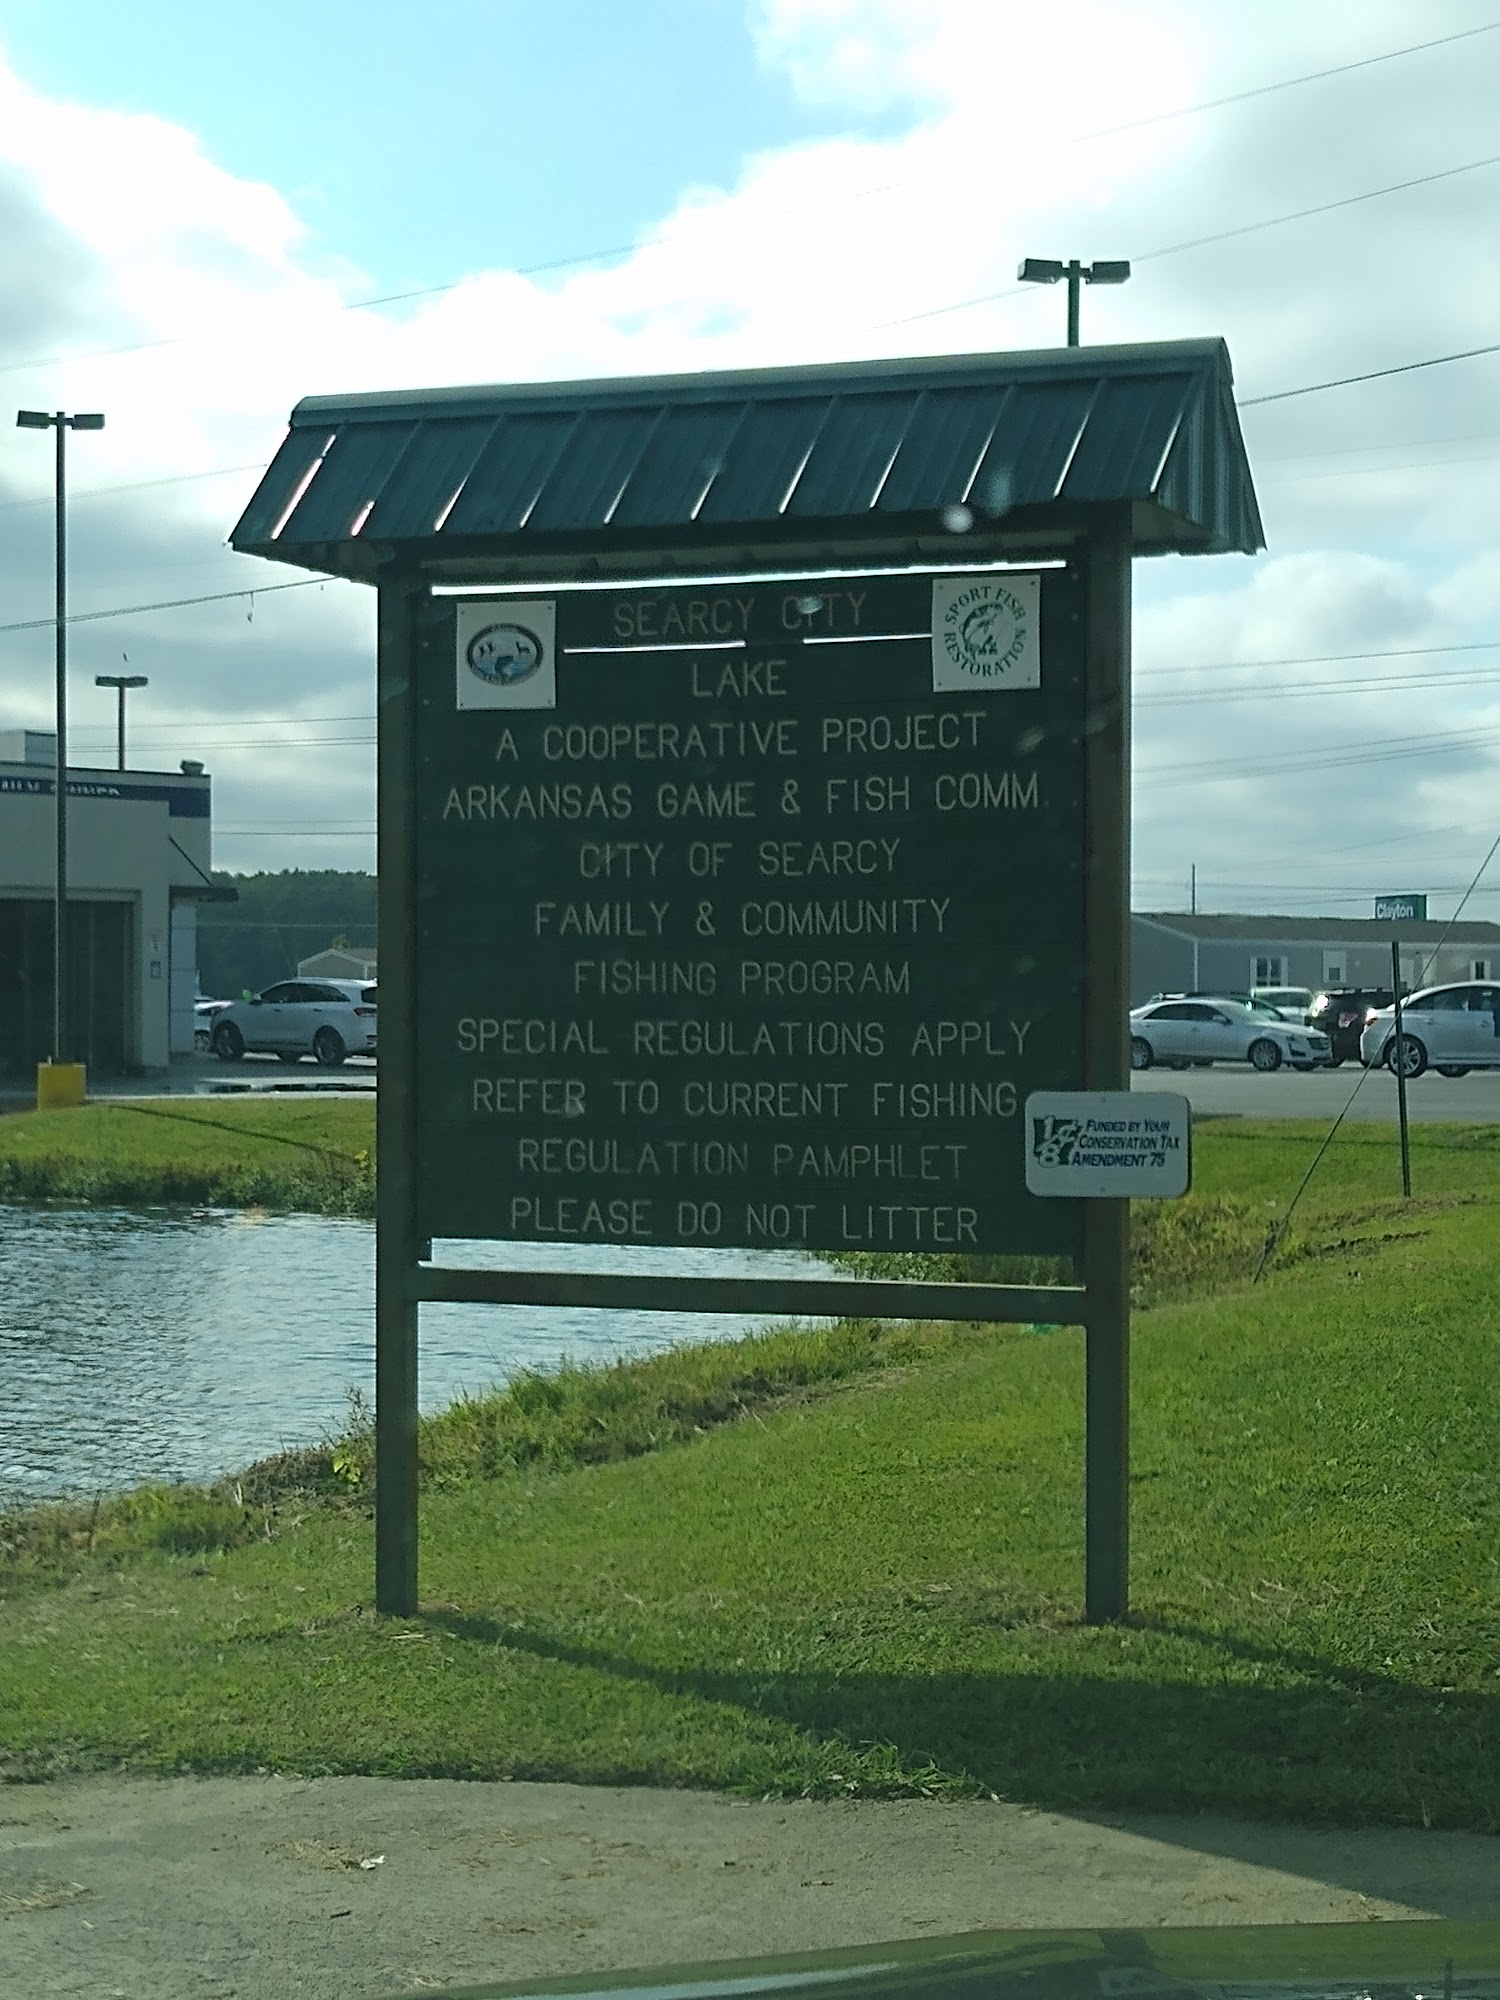 SEARCY CITY
SPORT FISH
RESTORATION
LAKE
A COOPERATIVE PROJECT
ARKANSAS GAME & FISH COMM
CITY OF SEARCY
FAMILY & COMMUNITY
FISHING PROGRAM
SPECIAL REGULATIONS APPLY
REFER TO CURRENT FISHING
REGULATION PAMPHLET
PLEASE DO NOT LITTER
1/8¢
FUNDED BY YOUR
CONSERVATION TAX
AMENDMENT 75
Clayton